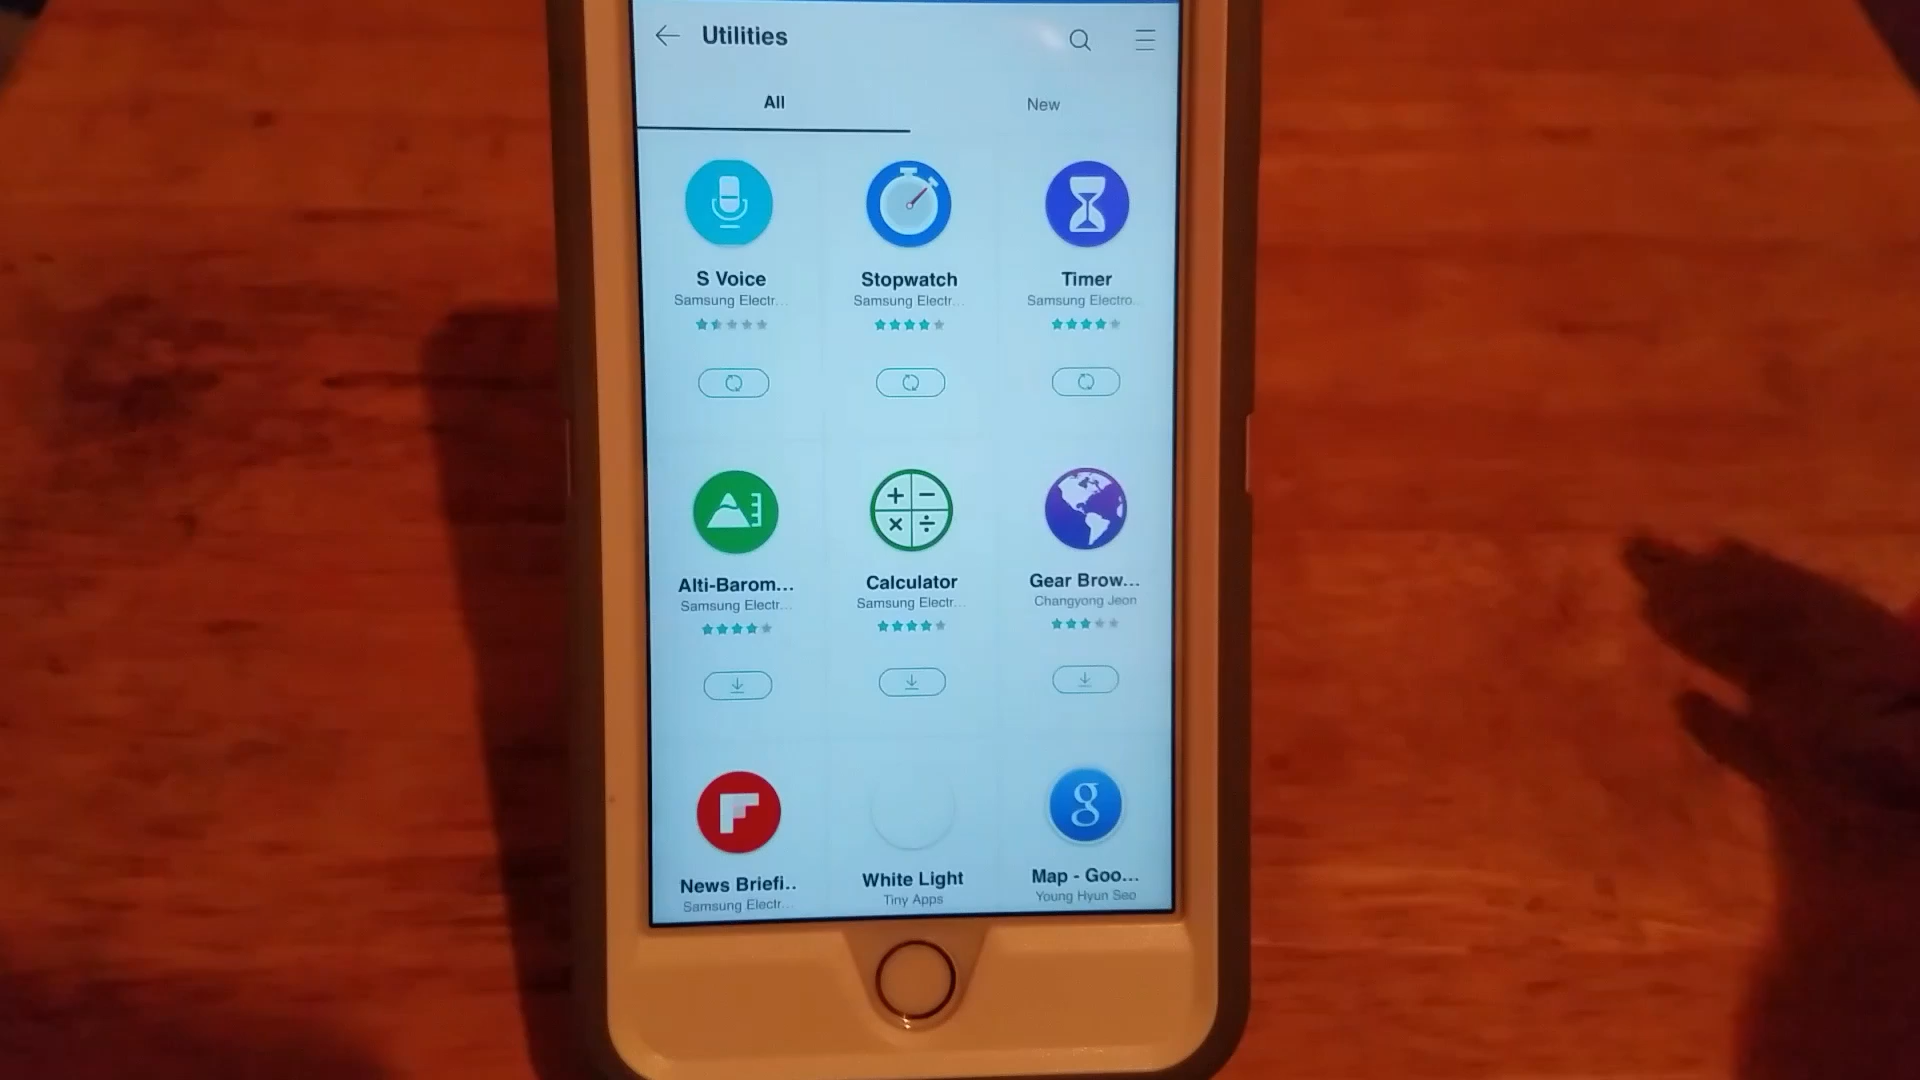 Utilities
All New
S Voice Stopwatch Timer
Samsung Electr... Samsung Electr... Samsung Electro...
Alti-Barom... Calculator Gear Brow...
Samsung Electr... Samsung Electr... Changyong Jeon
News Briefi.. White Light Map - Goo...
Samsung Electr... Tiny Apps Young Hyun Seo